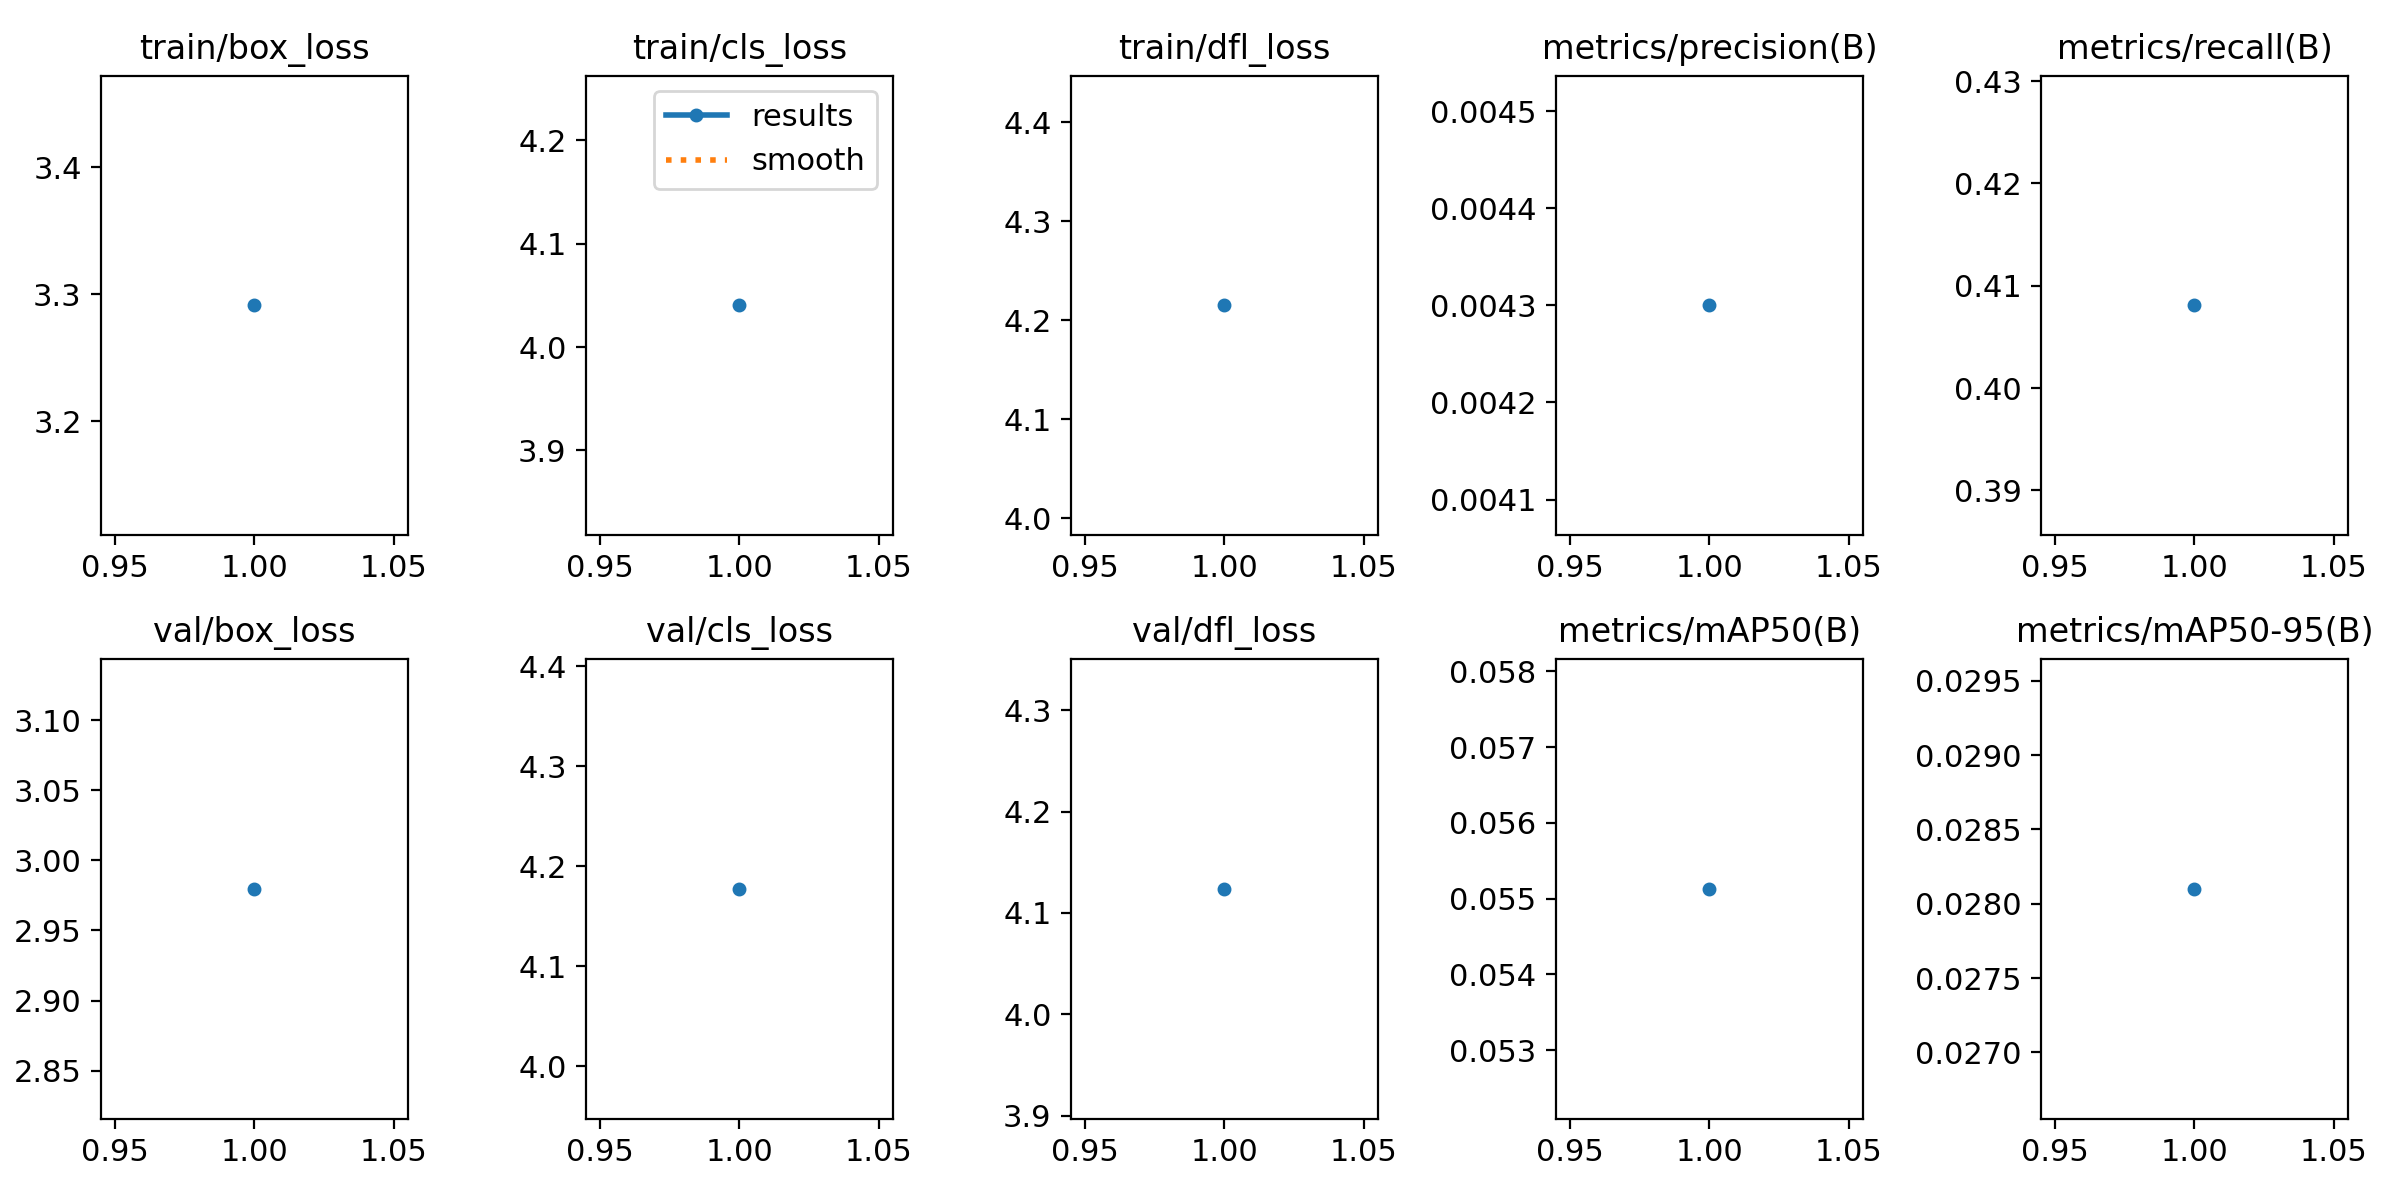 train/box_loss
3.4
3.3
3.2
0.95 1.00 1.05
train/cls_loss
results
smooth
4.2
4.1
4.0
3.9
0.95 1.00 1.05
train/dfl_loss
4.4
4.3
4.2
4.1
4.0
0.95 1.00 1.05
metrics/precision(B)
0.0045
0.0044
0.0043
0.0042
0.0041
0.95 1.00 1.05
metrics/recall(B)
0.43
0.42
0.41
0.40
0.39
0.95 1.00 1.05
val/box_loss
3.10
3.05
3.00
2.95
2.90
2.85
0.95 1.00 1.05
val/cls_loss
4.4
4.3
4.2
4.1
4.0
0.95 1.00 1.05
val/dfl_loss
4.3
4.2
4.1
4.0
3.9
0.95 1.00 1.05
metrics/mAP50(B)
0.058
0.057
0.056
0.055
0.054
0.053
0.95 1.00 1.05
metrics/mAP50-95(B)
0.0295
0.0290
0.0285
0.0280
0.0275
0.0270
0.95 1.00 1.05